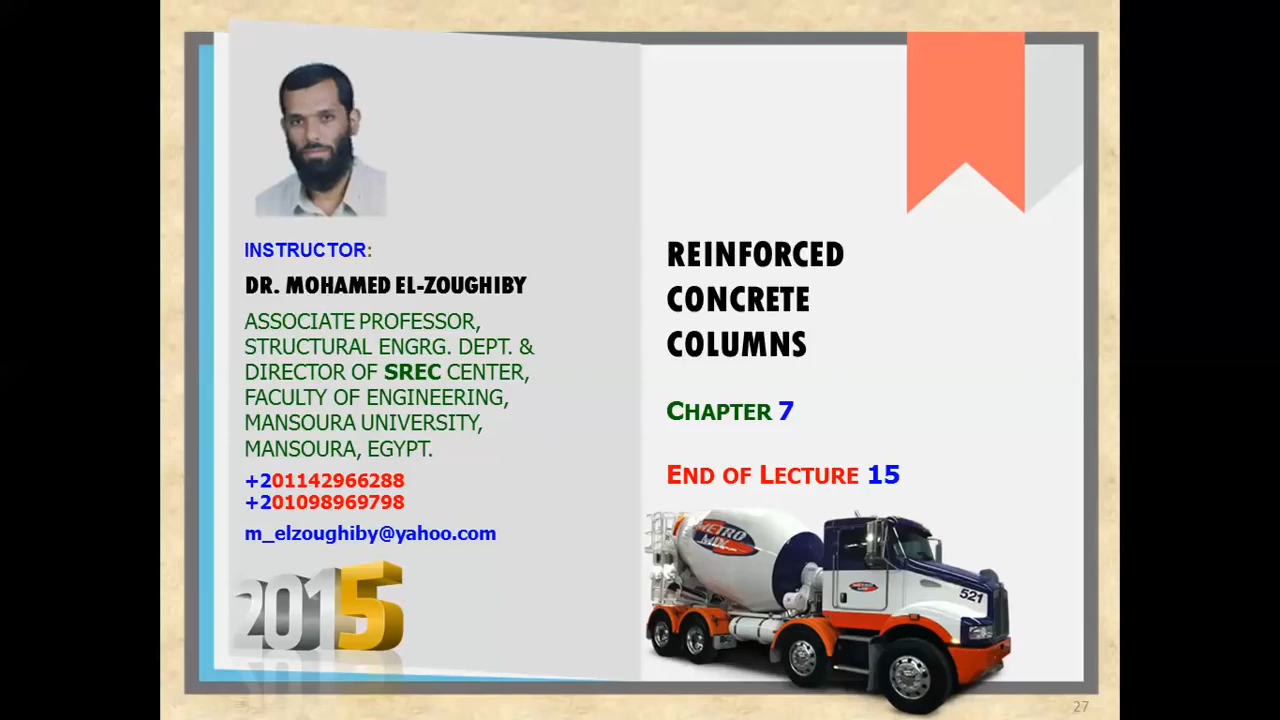 INSTRUCTOR:
DR. MOHAMED EL-ZOUGHIBY
ASSOCIATE PROFESSOR,
STRUCTURAL ENGRG. DEPT. &
DIRECTOR OF SREC CENTER,
FACULTY OF ENGINEERING,
MANSOURA UNIVERSITY,
MANSOURA, EGYPT.
+201142966288
+201098969798
m_elzoughiby@yahoo.com
2015
REINFORCED
CONCRETE
COLUMNS
CHAPTER 7
END OF LECTURE 15
METRO
MIX
521
27